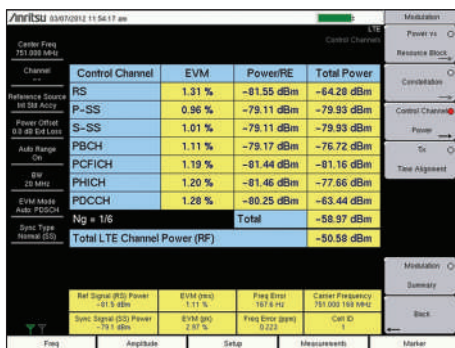 Anritsu 03/07/2012 11:54:17 am
LTE
Control Channels
Center Freq
751.000 MHz
Channel
--
Reference Source
Int Std Accy
Power Offset
0.0 dB Ext Loss
Auto Range
On
BW
20 MHz
EVM Mode
Auto: PDSCH
Sync Type
Normal (SS)
Control Channel EVM Power/RE Total Power
RS 1.31 % -81.55 dBm -64.28 dBm
P-SS 0.96 % -79.11 dBm -79.93 dBm
S-SS 1.01 % -79.11 dBm -79.93 dBm
PBCH 1.11 % -79.17 dBm -76.72 dBm
PCFICH 1.19 % -81.44 dBm -81.16 dBm
PHICH 1.20 % -81.46 dBm -77.66 dBm
PDCCH 1.28 % -80.25 dBm -63.44 dBm
Ng = 1/6 Total -58.97 dBm
Total LTE Channel Power (RF) -50.58 dBm
Ref Signal (RS) Power EVM (rms) Freq Error Carrier Frequency
-81.5 dBm 1.11 % 167.6 Hz 751.000 168 MHz
Sync Signal (SS) Power EVM (pk) Freq Error (ppm) Cell ID
-79.1 dBm 2.97 % 0.223 1
Modulation
Power vs
Resource Block
Constellation
Control Channel
Power
Tx
Time Alignment
Modulation
Summary
Back
Freq Amplitude Setup Measurements Marker